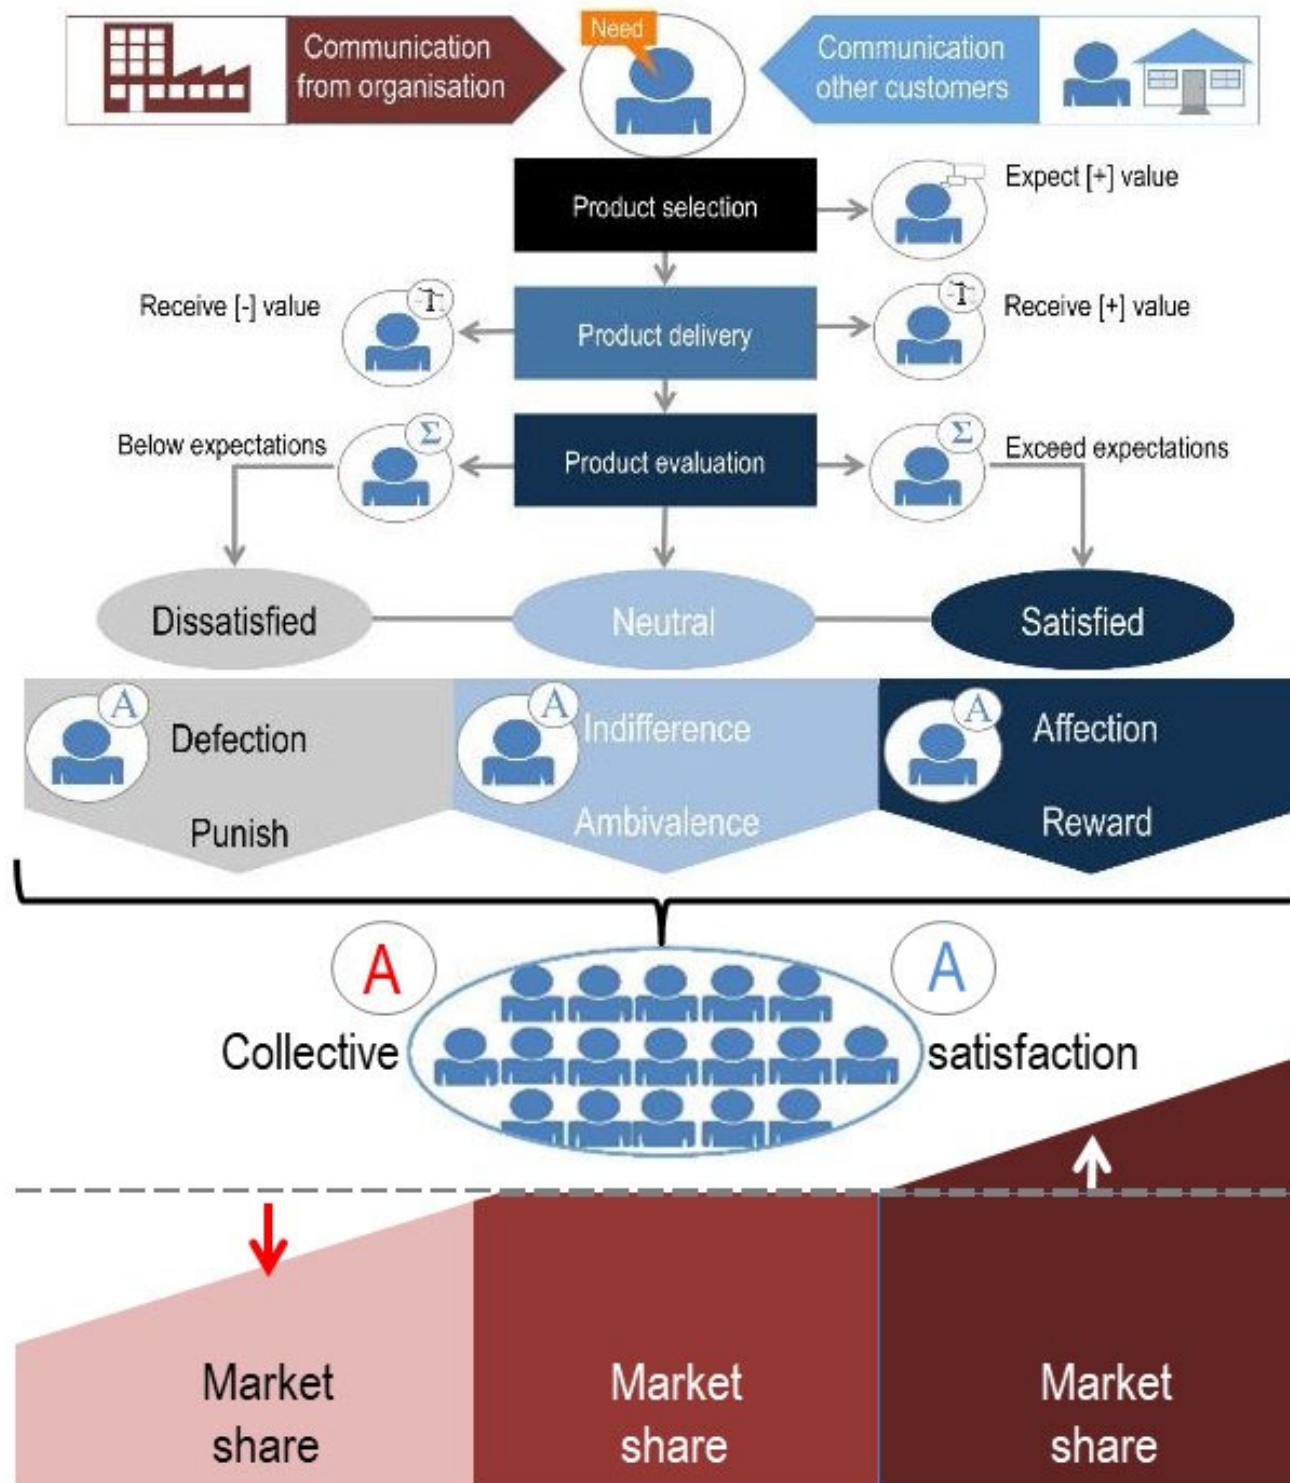 Communication
from organisation
Need
Communication
other customers
Product selection
Expect [+] value
Receive [-] value
Product delivery
Receive [+] value
Below expectations
Σ
Product evaluation
Σ
Exceed expectations
Dissatisfied
Neutral
Satisfied
A
Defection
Punish
A
Indifference
Ambivalence
A
Affection
Reward
A
A
Collective
satisfaction
Market
share
Market
share
Market
share